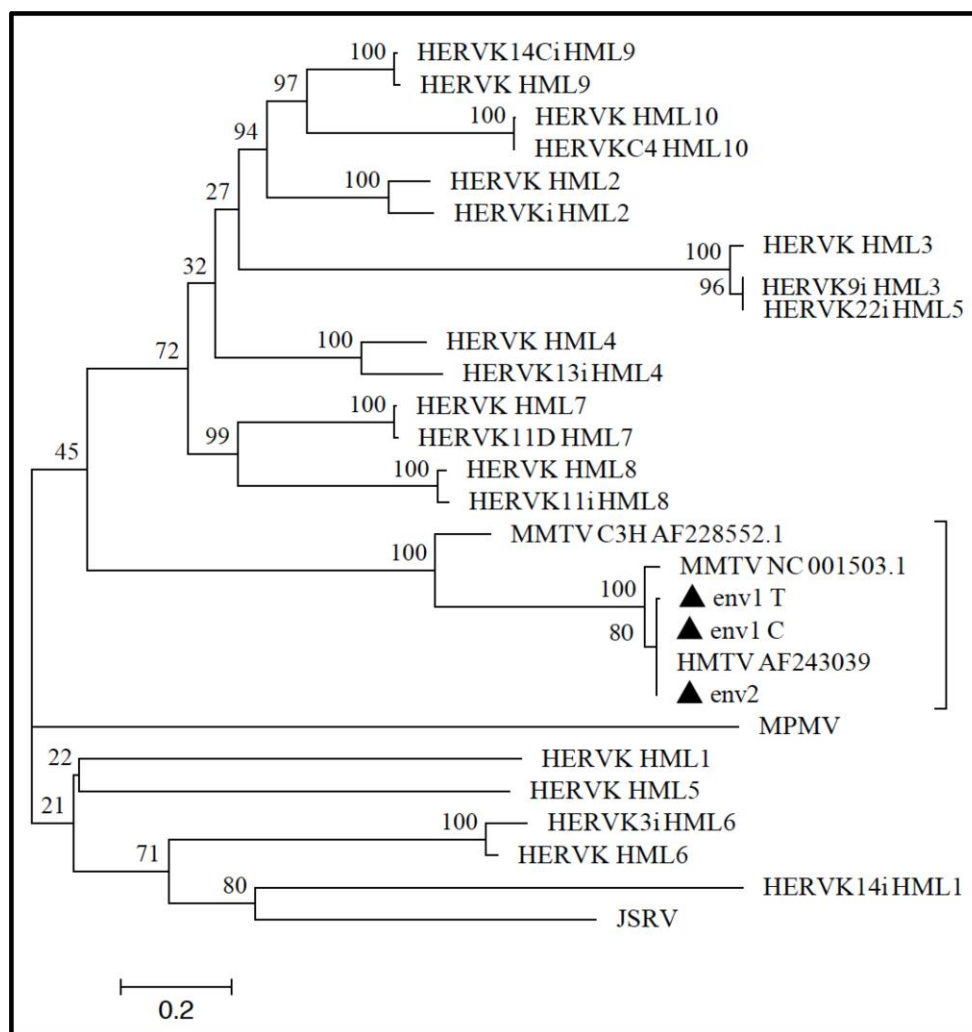 100
HERVK14Ci HML9
97
HERVK HML9
100
HERVK HML10
94
HERVKC4 HML10
100
HERVK HML2
27
HERVKi HML2
100
HERVK HML3
32
96
HERVK9i HML3
HERVK22i HML5
72
100
HERVK HML4
HERVK13i HML4
100
HERVK HML7
99
HERVK11D HML7
45
100
HERVK HML8
HERVK11i HML8
100
MMTV C3H AF228552.1
100
MMTV NC 001503.1
▲ env1 T
80
▲ env1 C
HMTV AF243039
▲ env2
MPMV
22
HERVK HML1
21
HERVK HML5
71
100
HERVK3i HML6
HERVK HML6
80
HERVK14i HML1
JSRV
0.2